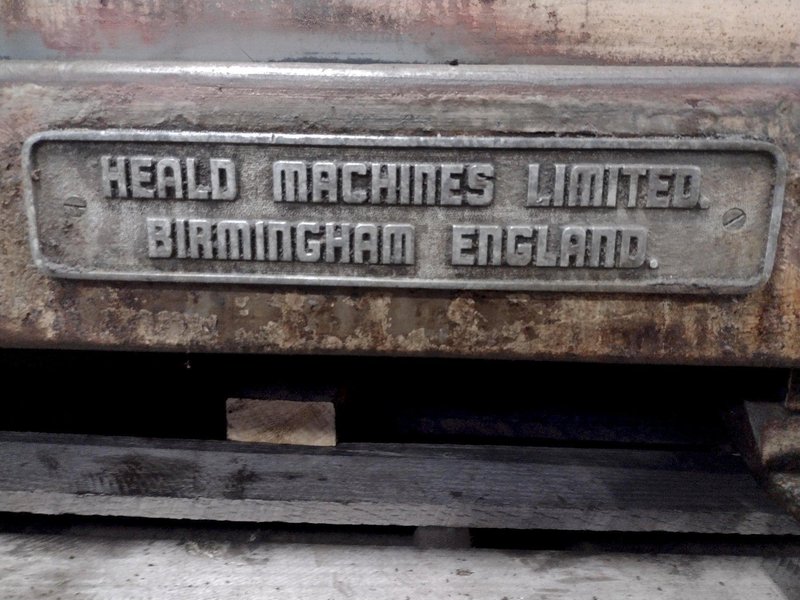 HEALD MACHINES LIMITED.
BIRMINGHAM ENGLAND.